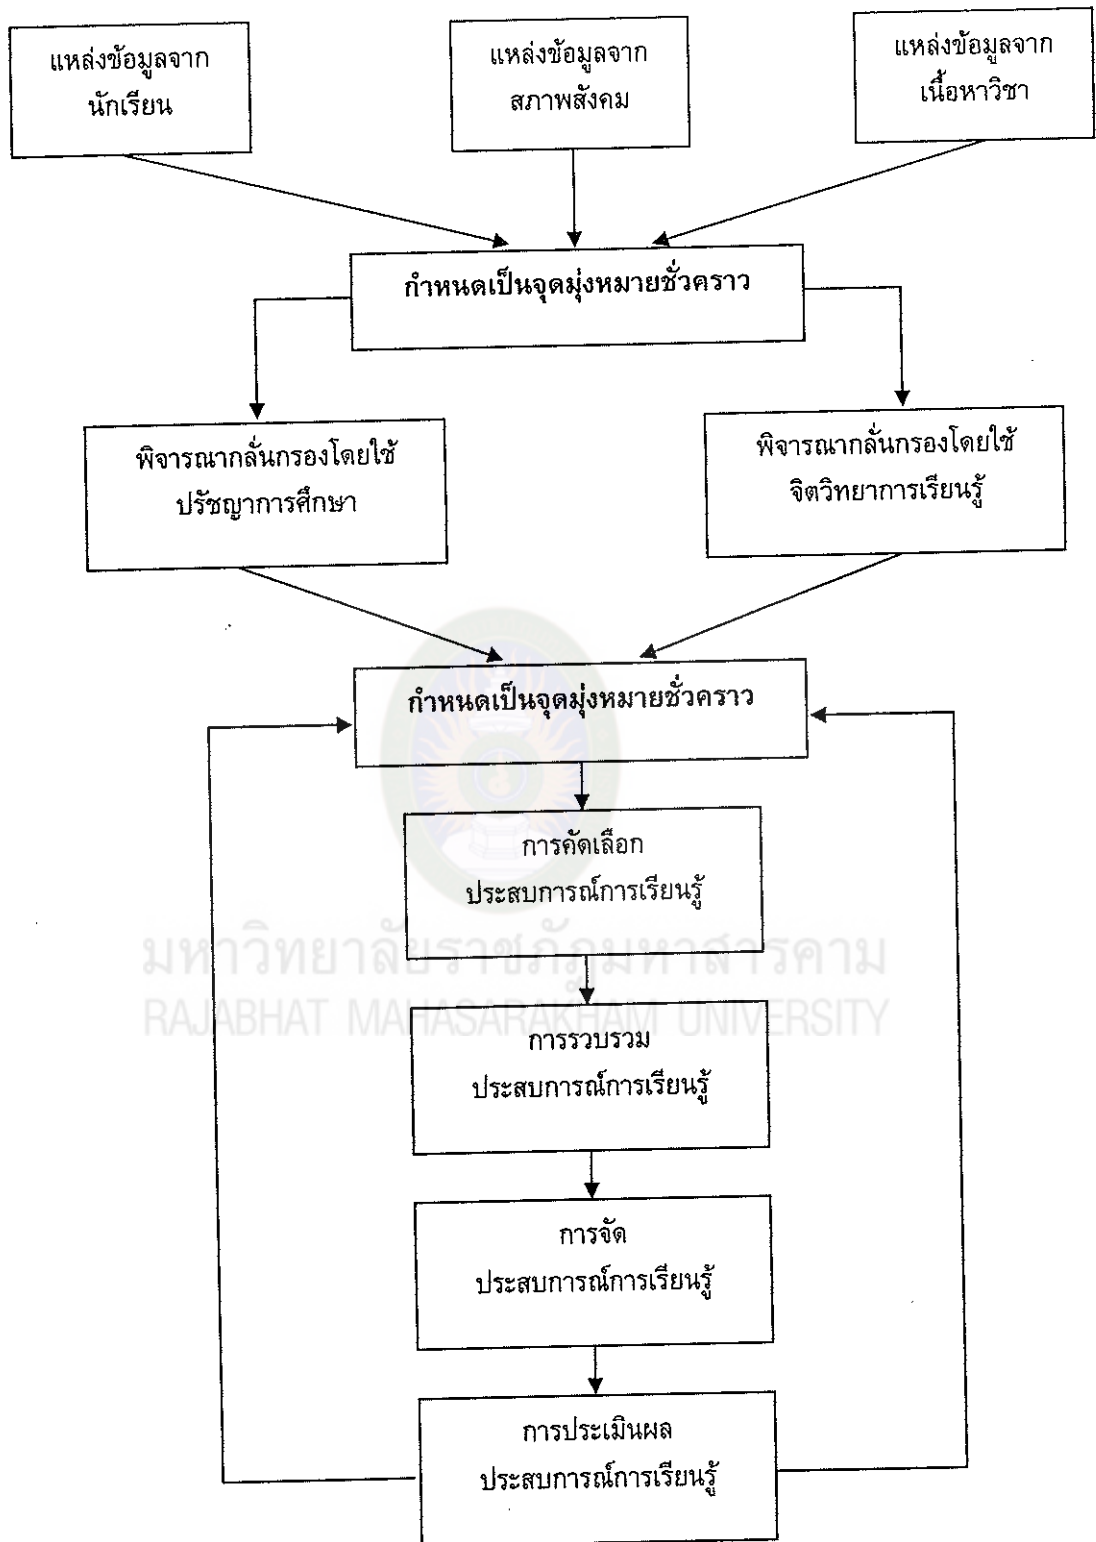 แหล่งข้อมูลจาก
นักเรียน
แหล่งข้อมูลจาก
สภาพสังคม
แหล่งข้อมูลจาก
เนื้อหาวิชา
กำหนดเป็นจุดมุ่งหมายชั่วคราว
พิจารณากลั่นกรองโดยใช้
ปรัชญาการศึกษา
พิจารณากลั่นกรองโดยใช้
จิตวิทยาการเรียนรู้
กำหนดเป็นจุดมุ่งหมายชั่วคราว
การคัดเลือก
ประสบการณ์การเรียนรู้
มหาวิทยาลัยราชภัฏมหาสารคาม
RAJABHAT MAHASARAKHAM UNIVERSITY
การรวบรวม
ประสบการณ์การเรียนรู้
การจัด
ประสบการณ์การเรียนรู้
การประเมินผล
ประสบการณ์การเรียนรู้